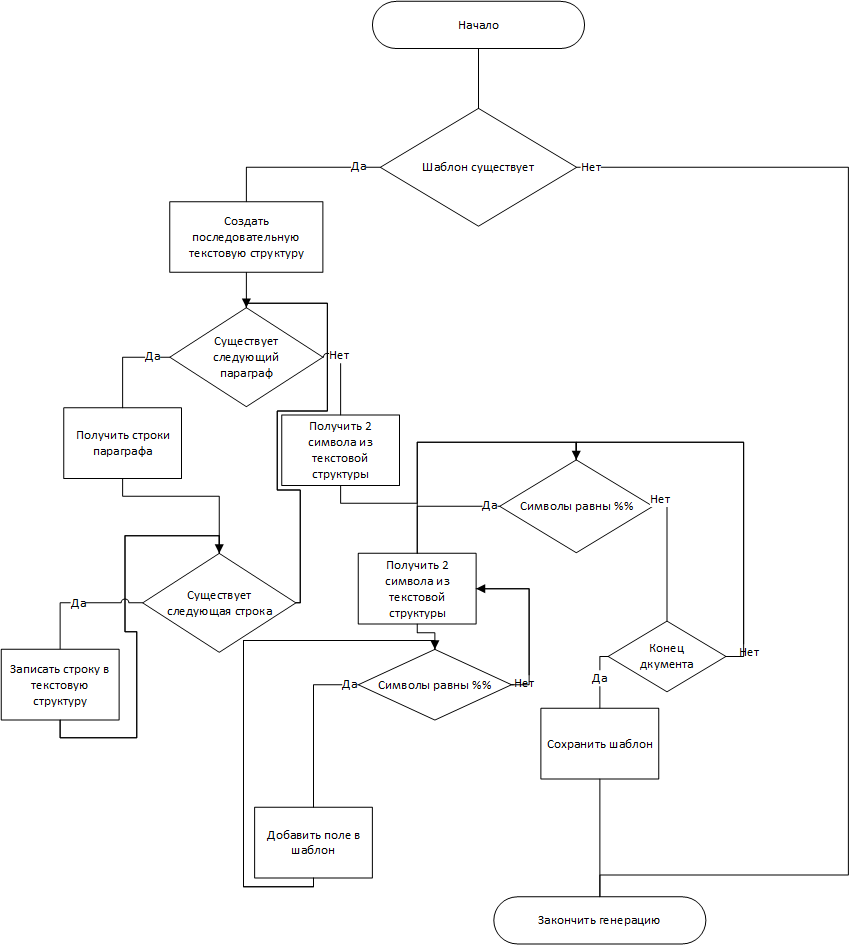 Начало
Шаблон существует
Да
Нет
Создать
последовательную
текстовую структуру
Существует
следующий
параграф
Да
Нет
Получить строки
параграфа
Получить 2
символа из
текстовой
структуры
Символы равны %%
Да
Нет
Существует
следующая строка
Да
Получить 2
символа из
текстовой
структуры
Записать строку в
текстовую
структуру
Символы равны %%
Да
Нет
Конец
дкумента
Нет
Да
Сохранить шаблон
Добавить поле в
шаблон
Закончить генерацию